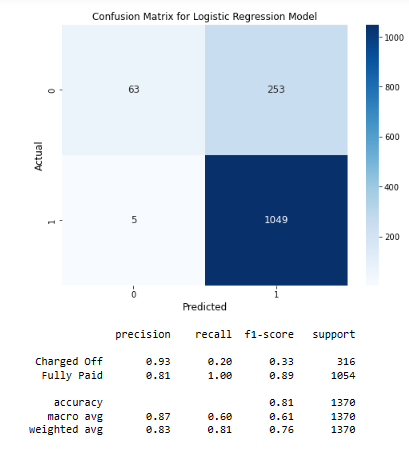 Confusion Matrix for Logistic Regression Model
1000
0 63 253
800
600
Actual
400
1 5 1049
200
0 1
Predicted
precision recall f1-score support
Charged Off 0.93 0.20 0.33 316
Fully Paid 0.81 1.00 0.89 1054
accuracy 0.81 1370
macro avg 0.87 0.60 0.61 1370
weighted avg 0.83 0.81 0.76 1370